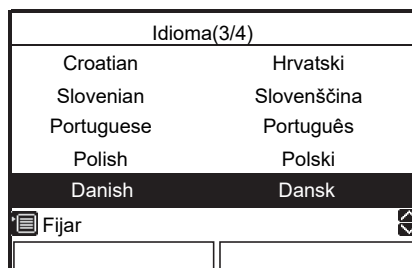 Idioma(3/4)
Croatian Hrvatski
Slovenian Slovenščina
Portuguese Português
Polish Polski
Danish Dansk
Fijar